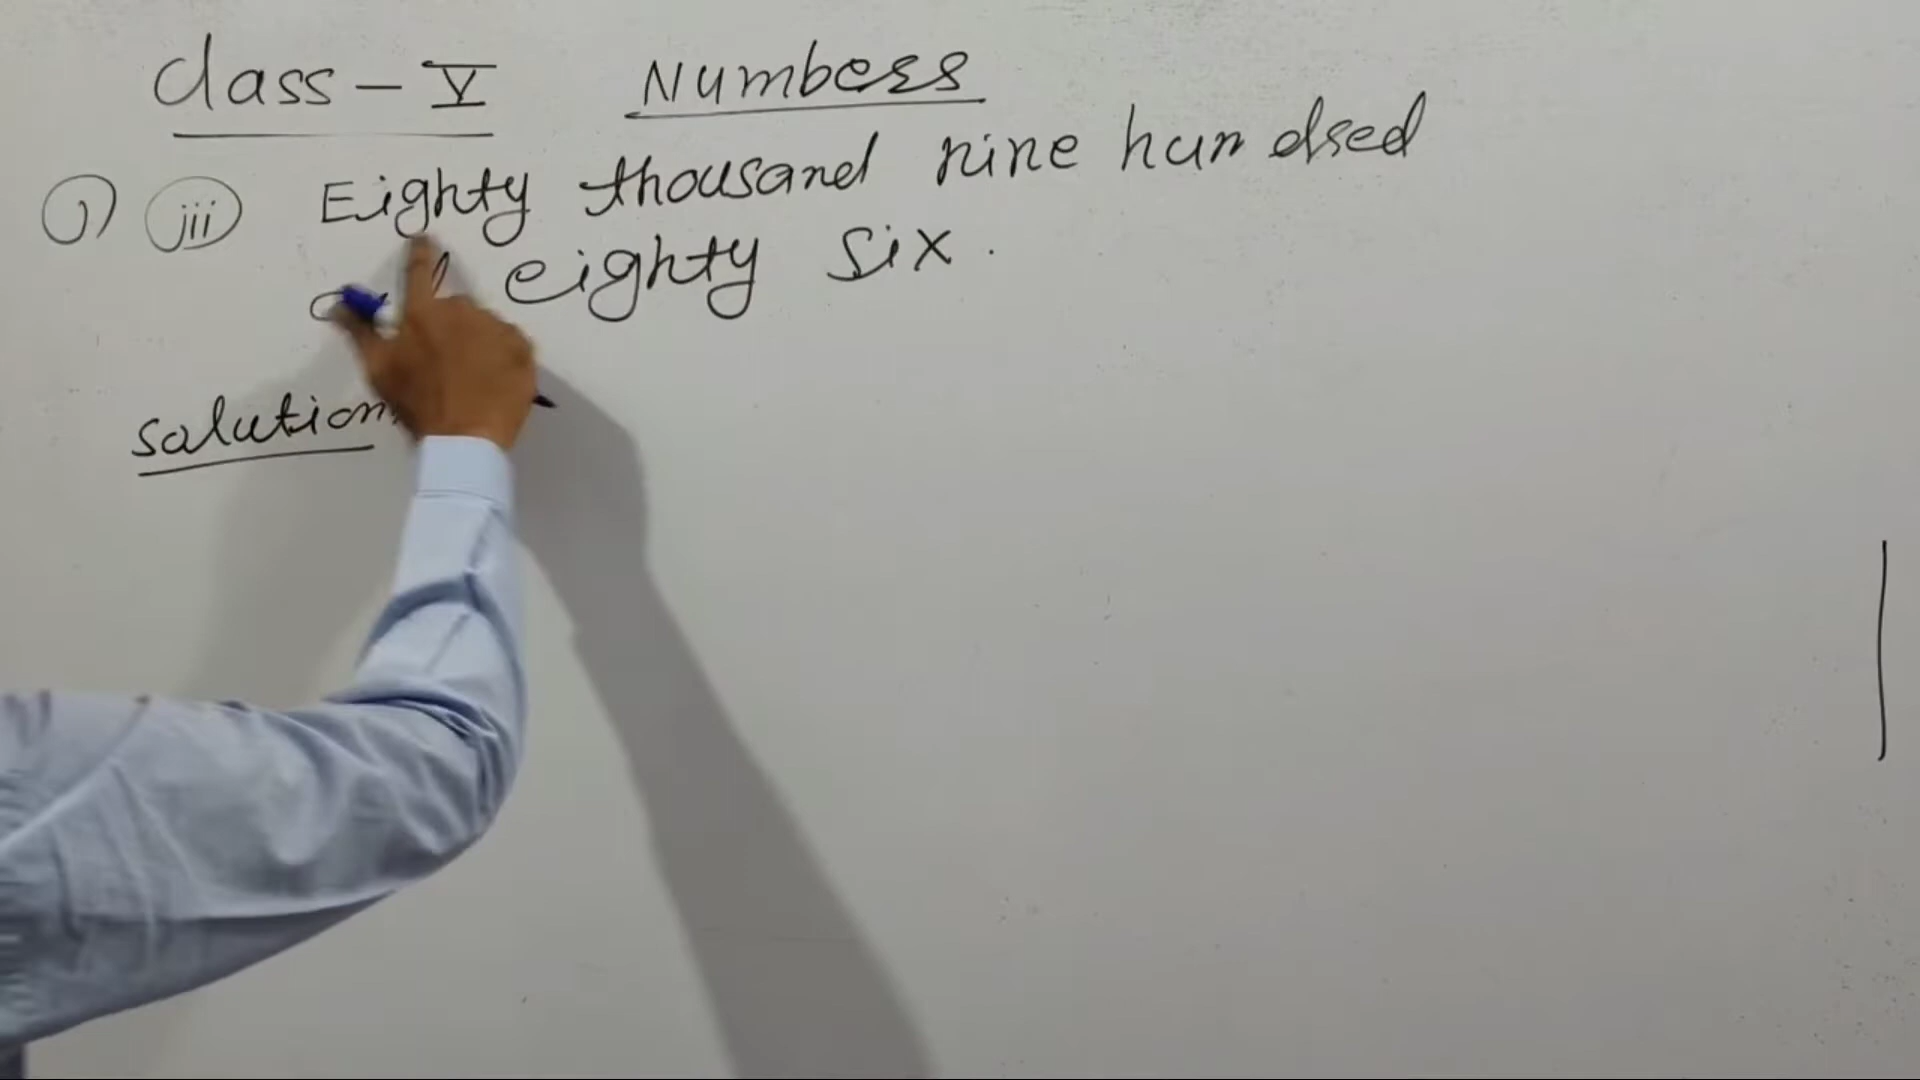 Class - V Numbers
1) iii) Eighty thousand nine hundred
eighty six.
solution